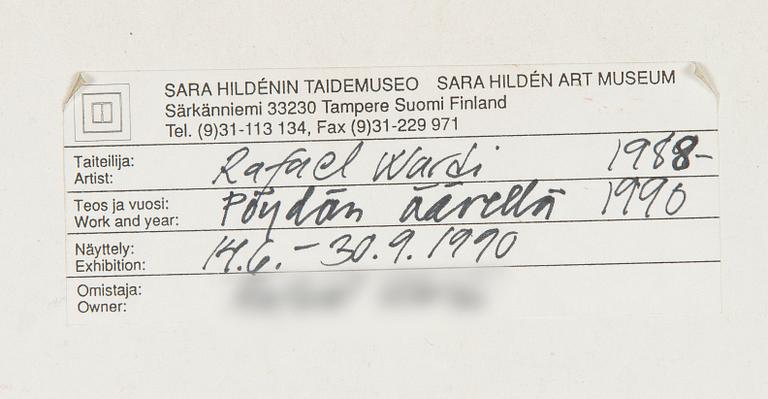 SARA HILDÉNIN TAIDEMUSEO SARA HILDÉN ART MUSEUM
Särkänniemi 33230 Tampere Suomi Finland
Tel. (9)31-113 134, Fax (9)31-229 971
Taiteilija:
Artist: Rafael Wardi 1988-
Teos ja vuosi:
Work and year: Pöydän äärellä 1990
Näyttely:
Exhibition: 14.6. - 30.9.1990
Omistaja:
Owner: